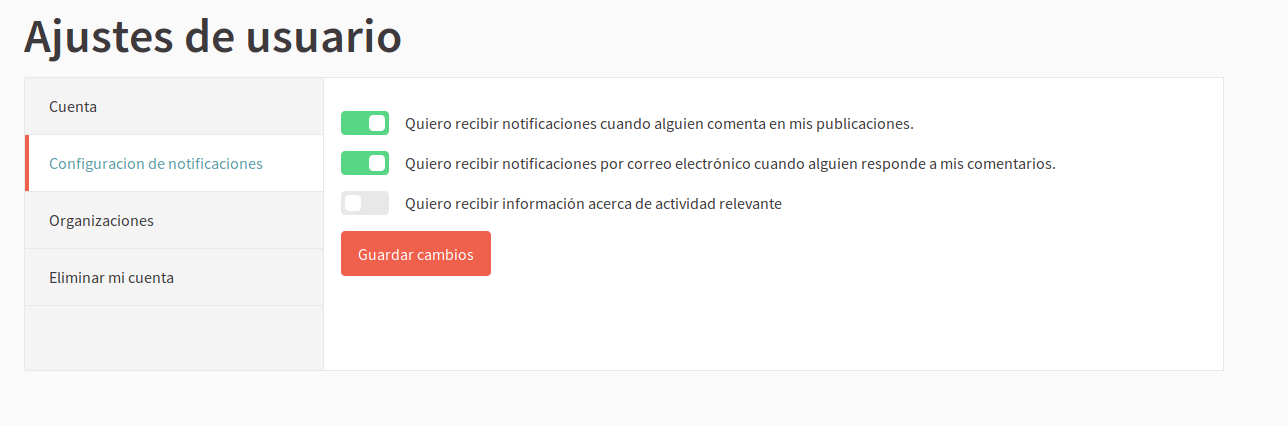 Ajustes de usuario
Cuenta
Configuracion de notificaciones
Organizaciones
Eliminar mi cuenta
Quiero recibir notificaciones cuando alguien comenta en mis publicaciones.
Quiero recibir notificaciones por correo electrónico cuando alguien responde a mis comentarios.
Quiero recibir información acerca de actividad relevante
Guardar cambios